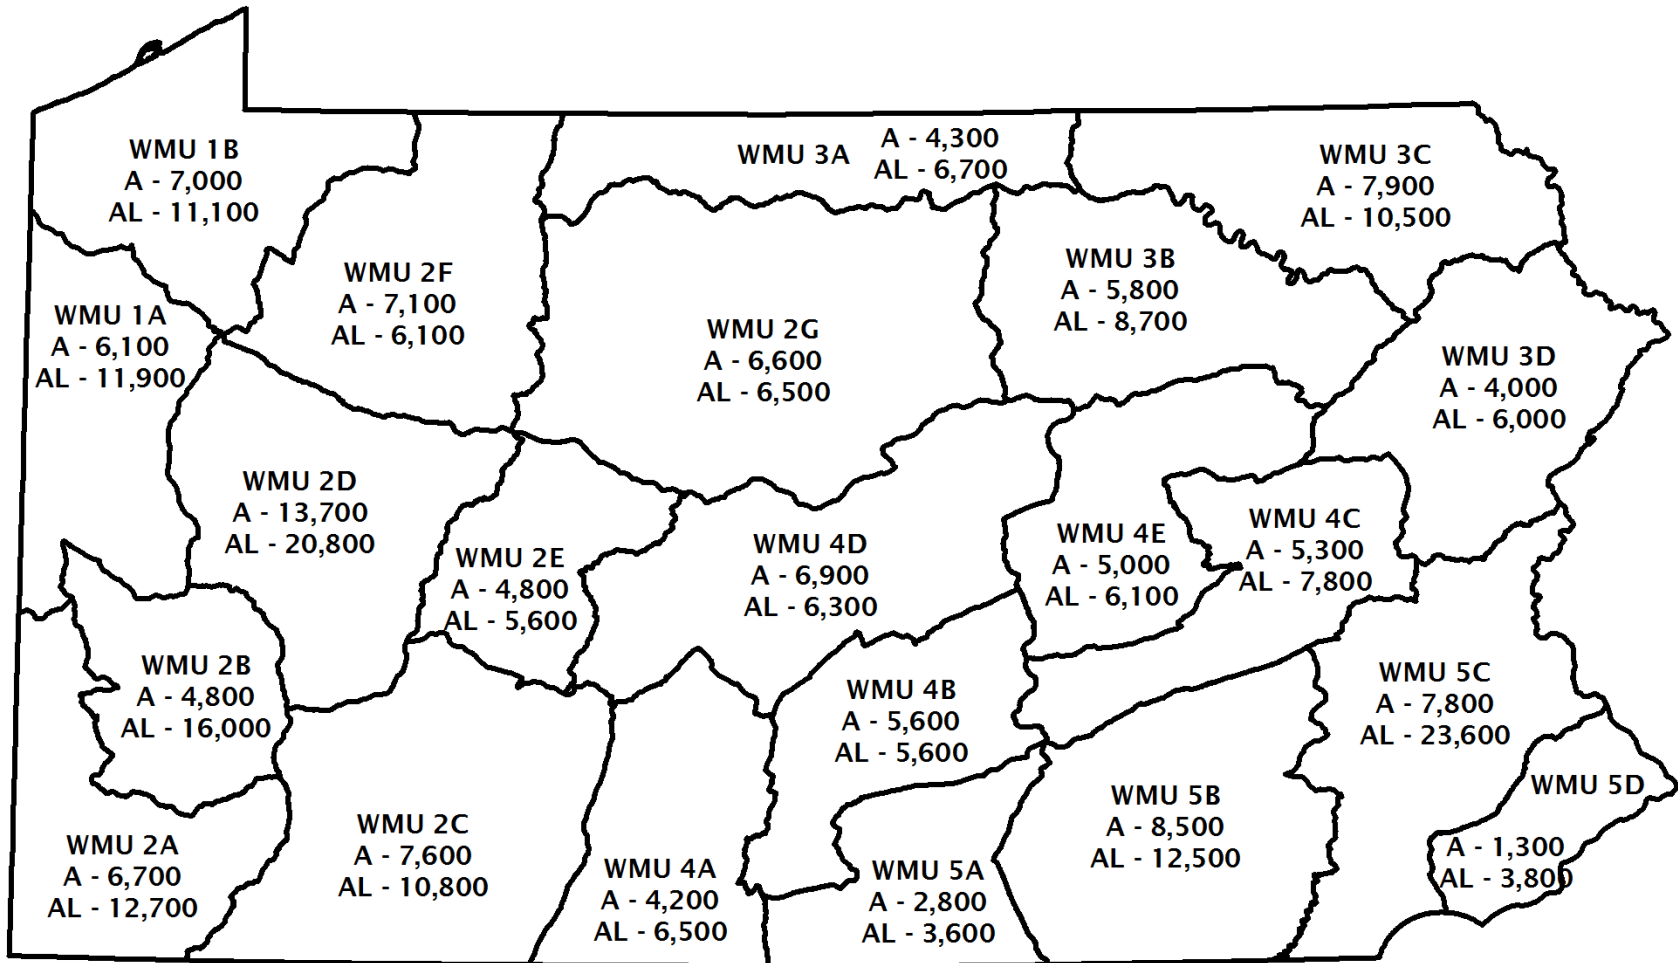 WMU 1B
A - 7,000
AL - 11,100
WMU 3A
A - 4,300
AL - 6,700
WMU 3C
A - 7,900
AL - 10,500
WMU 2F
A - 7,100
AL - 6,100
WMU 3B
A - 5,800
AL - 8,700
WMU 1A
A - 6,100
AL - 11,900
WMU 2G
A - 6,600
AL - 6,500
WMU 3D
A - 4,000
AL - 6,000
WMU 2D
A - 13,700
AL - 20,800
WMU 2E
A - 4,800
AL - 5,600
WMU 4D
A - 6,900
AL - 6,300
WMU 4E
A - 5,000
AL - 6,100
WMU 4C
A - 5,300
AL - 7,800
WMU 2B
A - 4,800
AL - 16,000
WMU 4B
A - 5,600
AL - 5,600
WMU 5C
A - 7,800
AL - 23,600
WMU 5D
A - 1,300
AL - 3,800
WMU 2A
A - 6,700
AL - 12,700
WMU 2C
A - 7,600
AL - 10,800
WMU 4A
A - 4,200
AL - 6,500
WMU 5A
A - 2,800
AL - 3,600
WMU 5B
A - 8,500
AL - 12,500